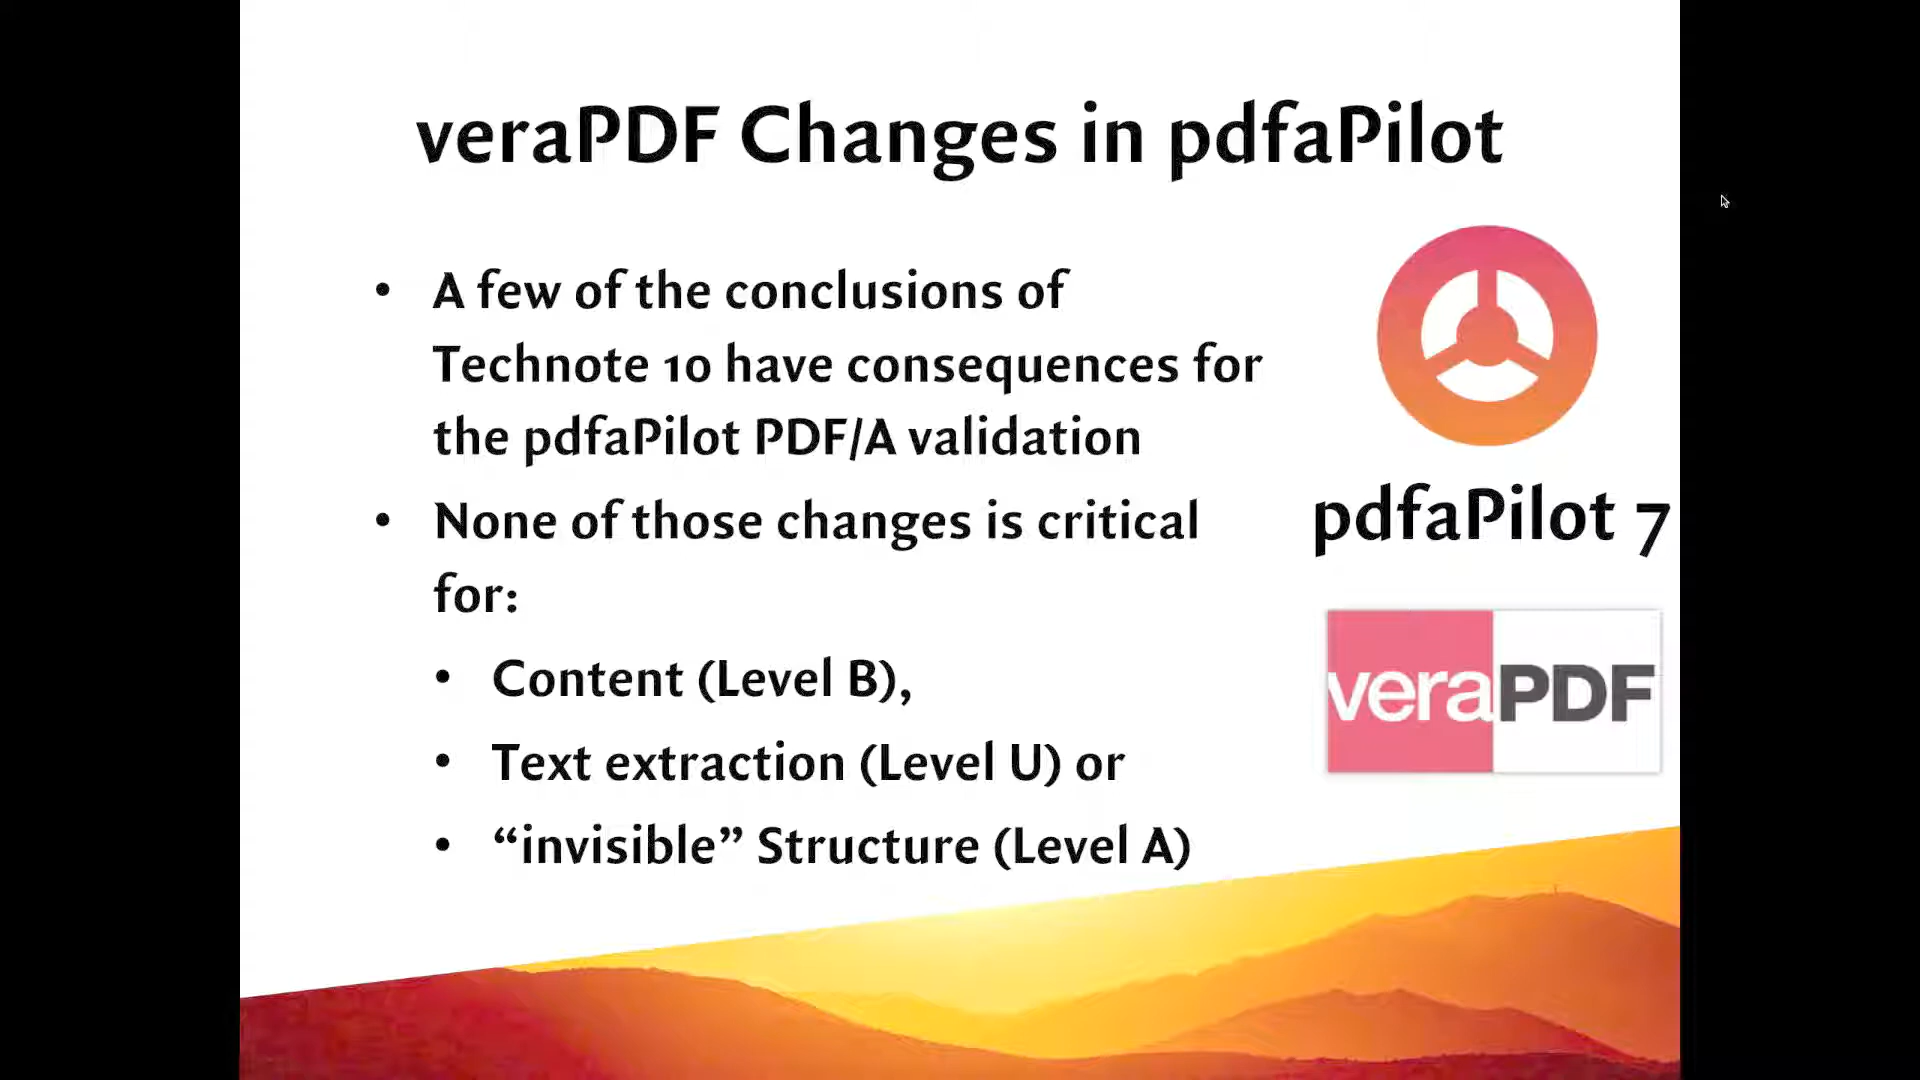 veraPDF Changes in pdfaPilot
• A few of the conclusions of
Technote 10 have consequences for
the pdfaPilot PDF/A validation
• None of those changes is critical
for:
• Content (Level B),
• Text extraction (Level U) or
• “invisible” Structure (Level A)
pdfaPilot 7
veraPDF